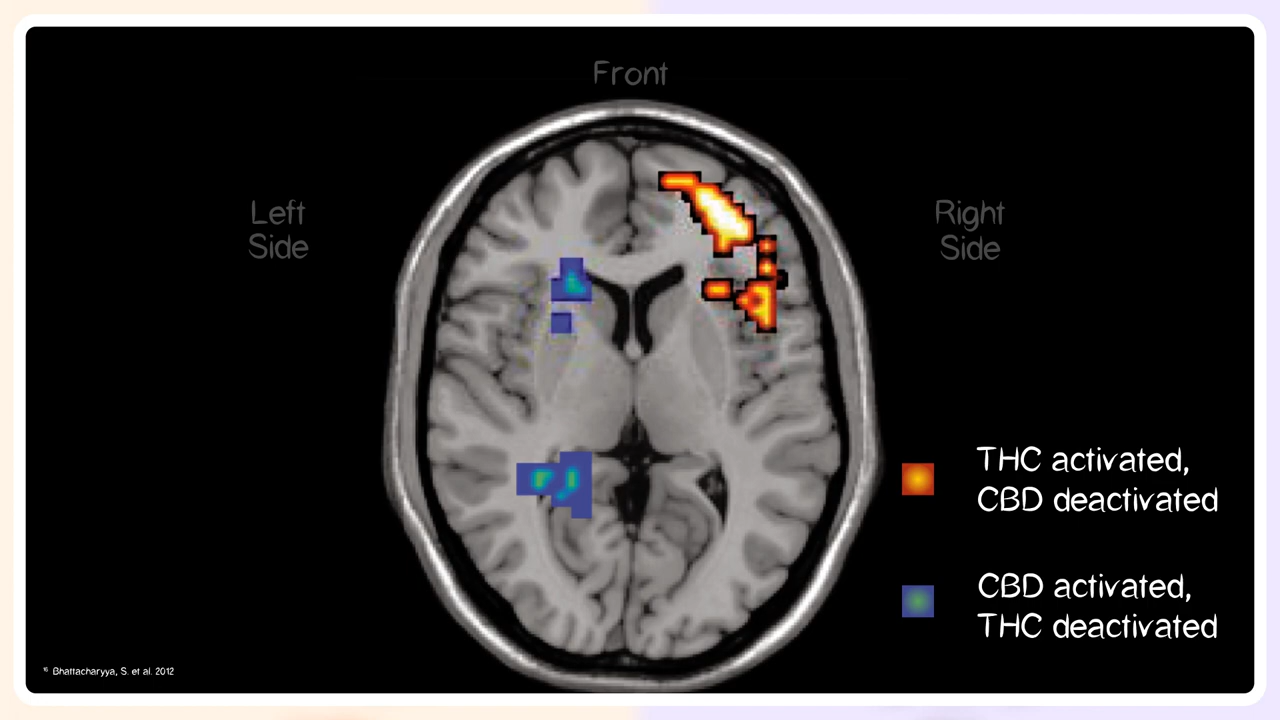 Front
Left
Side
Right
Side
THC activated,
CBD deactivated
CBD activated,
THC deactivated
Bhattacharyya, S. et al. 2012